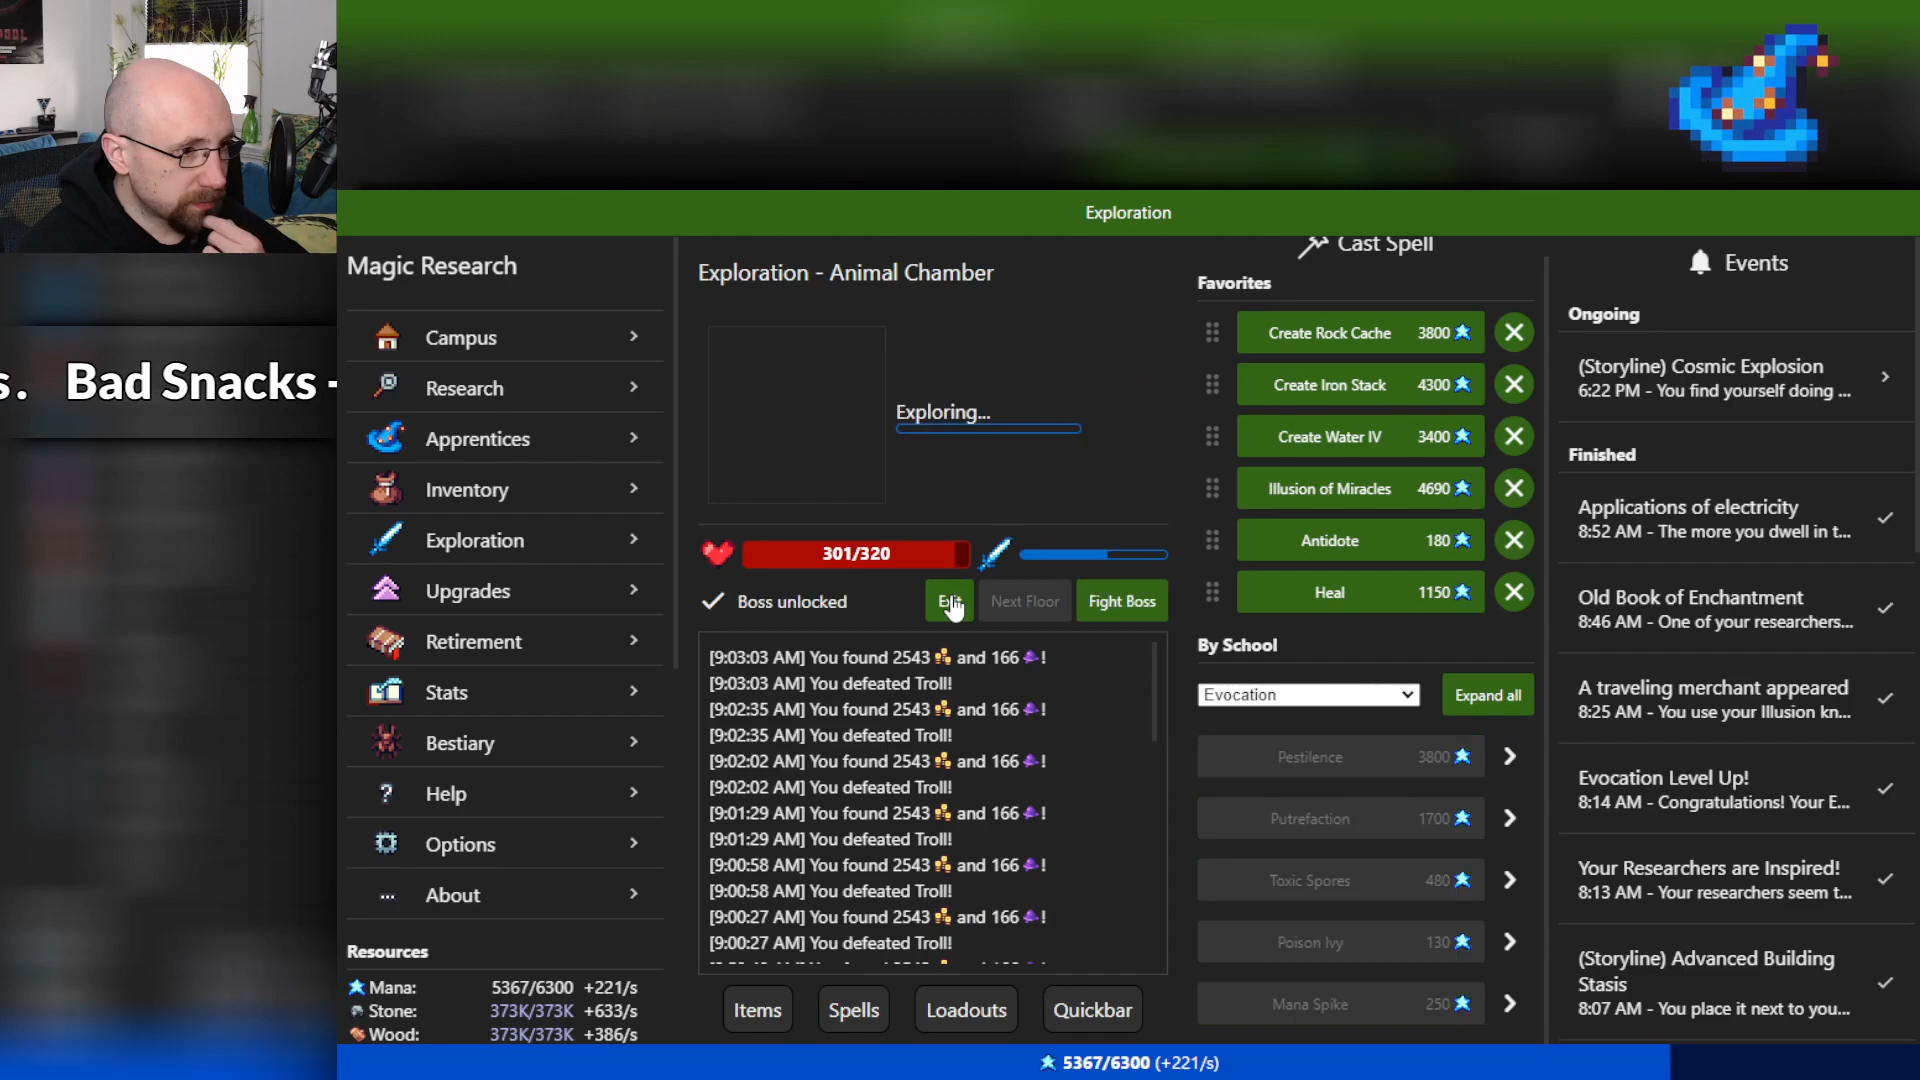 s.   Bad Snacks -
Exploration
Magic Research
Campus
Research
Apprentices
Inventory
Exploration
Upgrades
Retirement
Stats
Bestiary
Help
Options
About
Resources
Mana: 5367/6300 +221/s
Stone: 373K/373K +633/s
Wood: 373K/373K +386/s
Exploration - Animal Chamber
Exploring...
301/320
Boss unlocked
Exit
Next Floor
Fight Boss
[9:03:03 AM] You found 2543 and 166 !
[9:03:03 AM] You defeated Troll!
[9:02:35 AM] You found 2543 and 166 !
[9:02:35 AM] You defeated Troll!
[9:02:02 AM] You found 2543 and 166 !
[9:02:02 AM] You defeated Troll!
[9:01:29 AM] You found 2543 and 166 !
[9:01:29 AM] You defeated Troll!
[9:00:58 AM] You found 2543 and 166 !
[9:00:58 AM] You defeated Troll!
[9:00:27 AM] You found 2543 and 166 !
[9:00:27 AM] You defeated Troll!
Items
Spells
Loadouts
Quickbar
Cast Spell
Favorites
Create Rock Cache 3800
Create Iron Stack 4300
Create Water IV 3400
Illusion of Miracles 4690
Antidote 180
Heal 1150
By School
Evocation
Expand all
Pestilence 3800
Putrefaction 1700
Toxic Spores 480
Poison Ivy 130
Mana Spike 250
Events
Ongoing
(Storyline) Cosmic Explosion
6:22 PM - You find yourself doing ...
Finished
Applications of electricity
8:52 AM - The more you dwell in t...
Old Book of Enchantment
8:46 AM - One of your researchers...
A traveling merchant appeared
8:25 AM - You use your Illusion kn...
Evocation Level Up!
8:14 AM - Congratulations! Your E...
Your Researchers are Inspired!
8:13 AM - Your researchers seem t...
(Storyline) Advanced Building
Stasis
8:07 AM - You place it next to you...
5367/6300 (+221/s)